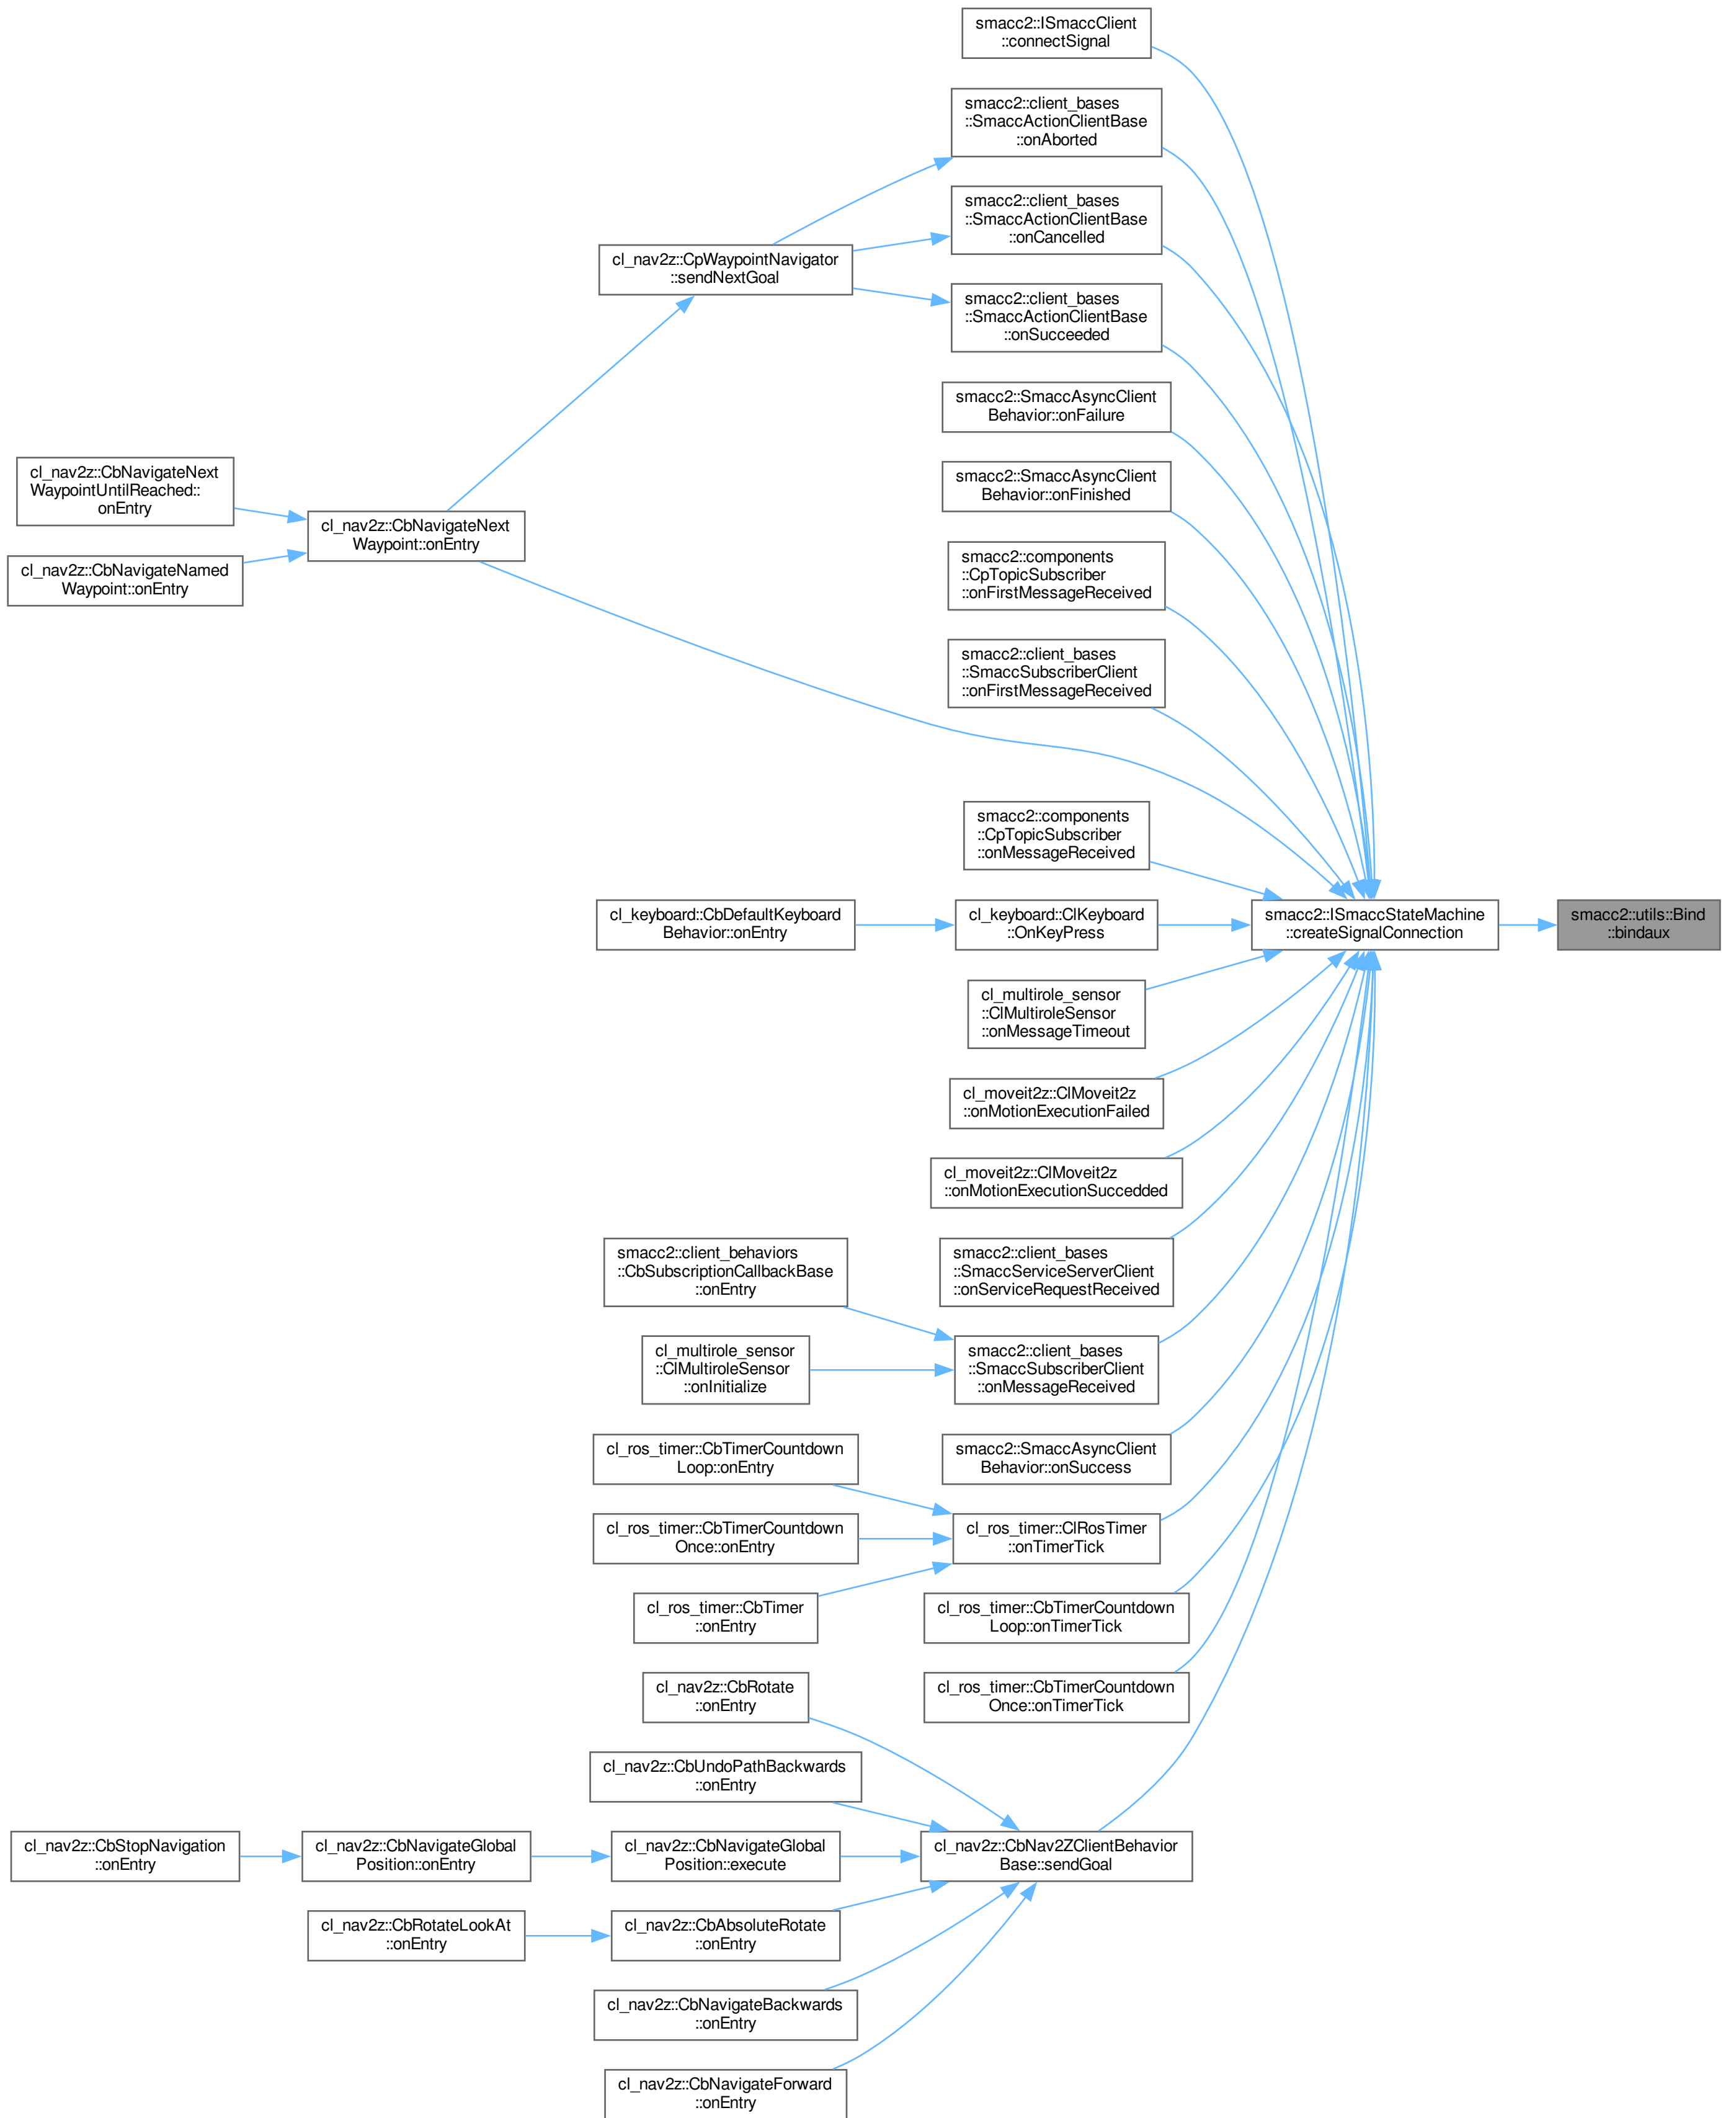 smacc2::ISmaccClient
::connectSignal
smacc2::client_bases
::SmaccActionClientBase
::onAborted
smacc2::client_bases
::SmaccActionClientBase
::onCancelled
cl_nav2z::CpWaypointNavigator
::sendNextGoal
smacc2::client_bases
::SmaccActionClientBase
::onSucceeded
smacc2::SmaccAsyncClient
Behavior::onFailure
cl_nav2z::CbNavigateNext
WaypointUntilReached::
onEntry
smacc2::SmaccAsyncClient
Behavior::onFinished
cl_nav2z::CbNavigateNext
Waypoint::onEntry
cl_nav2z::CbNavigateNamed
Waypoint::onEntry
smacc2::components
::CpTopicSubscriber
::onFirstMessageReceived
smacc2::client_bases
::SmaccSubscriberClient
::onFirstMessageReceived
smacc2::components
::CpTopicSubscriber
::onMessageReceived
cl_keyboard::CbDefaultKeyboard
Behavior::onEntry
cl_keyboard::ClKeyboard
::OnKeyPress
smacc2::ISmaccStateMachine
::createSignalConnection
smacc2::utils::Bind
::bindaux
cl_multirole_sensor
::ClMultiroleSensor
::onMessageTimeout
cl_moveit2z::ClMoveit2z
::onMotionExecutionFailed
cl_moveit2z::ClMoveit2z
::onMotionExecutionSuccedded
smacc2::client_behaviors
::CbSubscriptionCallbackBase
::onEntry
smacc2::client_bases
::SmaccServiceServerClient
::onServiceRequestReceived
cl_multirole_sensor
::ClMultiroleSensor
::onInitialize
smacc2::client_bases
::SmaccSubscriberClient
::onMessageReceived
cl_ros_timer::CbTimerCountdown
Loop::onEntry
smacc2::SmaccAsyncClient
Behavior::onSuccess
cl_ros_timer::CbTimerCountdown
Once::onEntry
cl_ros_timer::ClRosTimer
::onTimerTick
cl_ros_timer::CbTimer
::onEntry
cl_ros_timer::CbTimerCountdown
Loop::onTimerTick
cl_nav2z::CbRotate
::onEntry
cl_ros_timer::CbTimerCountdown
Once::onTimerTick
cl_nav2z::CbUndoPathBackwards
::onEntry
cl_nav2z::CbStopNavigation
::onEntry
cl_nav2z::CbNavigateGlobal
Position::onEntry
cl_nav2z::CbNavigateGlobal
Position::execute
cl_nav2z::CbNav2ZClientBehavior
Base::sendGoal
cl_nav2z::CbRotateLookAt
::onEntry
cl_nav2z::CbAbsoluteRotate
::onEntry
cl_nav2z::CbNavigateBackwards
::onEntry
cl_nav2z::CbNavigateForward
::onEntry